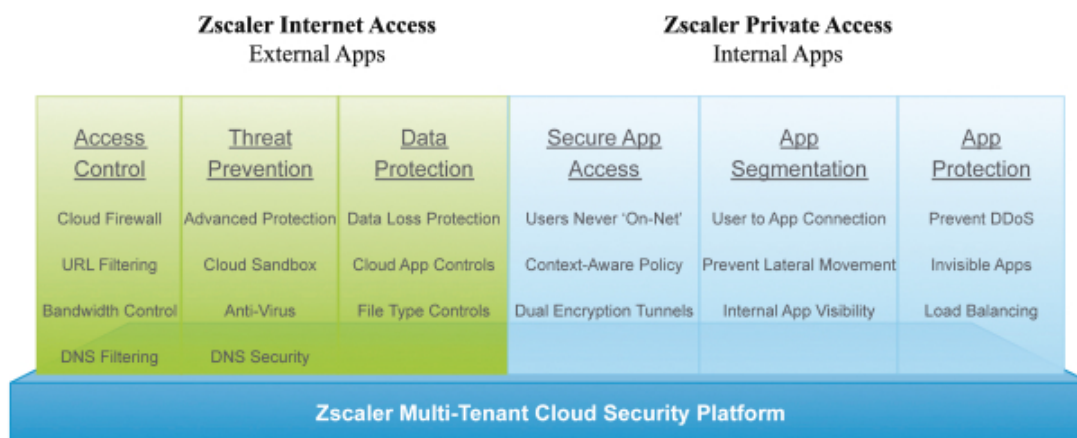 Zscaler Internet Access
External Apps
Zscaler Private Access
Internal Apps
Access
Control
Cloud Firewall
URL Filtering
Bandwidth Control
DNS Filtering
Threat
Prevention
Advanced Protection
Cloud Sandbox
Anti-Virus
DNS Security
Data
Protection
Data Loss Protection
Cloud App Controls
File Type Controls
Secure App
Access
Users Never ‘On-Net’
Context-Aware Policy
Dual Encryption Tunnels
App
Segmentation
User to App Connection
Prevent Lateral Movement
Internal App Visibility
App
Protection
Prevent DDoS
Invisible Apps
Load Balancing
Zscaler Multi-Tenant Cloud Security Platform